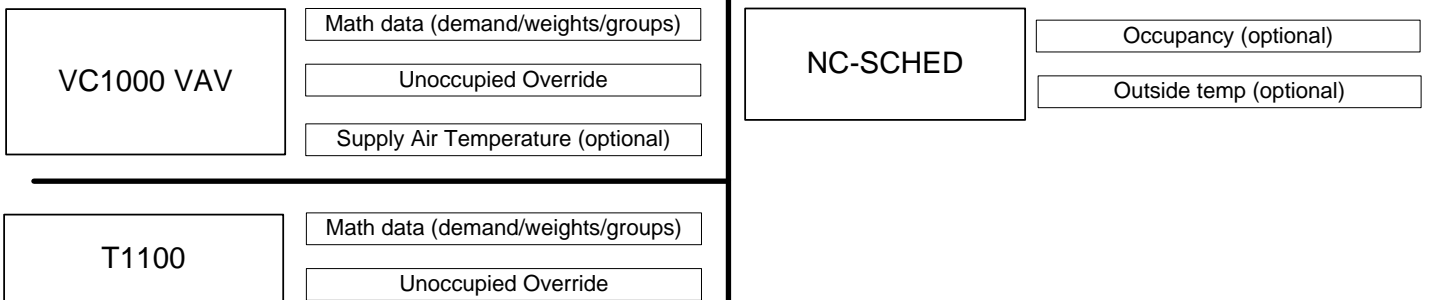 VC1000 VAV
Math data (demand/weights/groups)
Unoccupied Override
Supply Air Temperature (optional)
T1100
Math data (demand/weights/groups)
Unoccupied Override
NC-SCHED
Occupancy (optional)
Outside temp (optional)